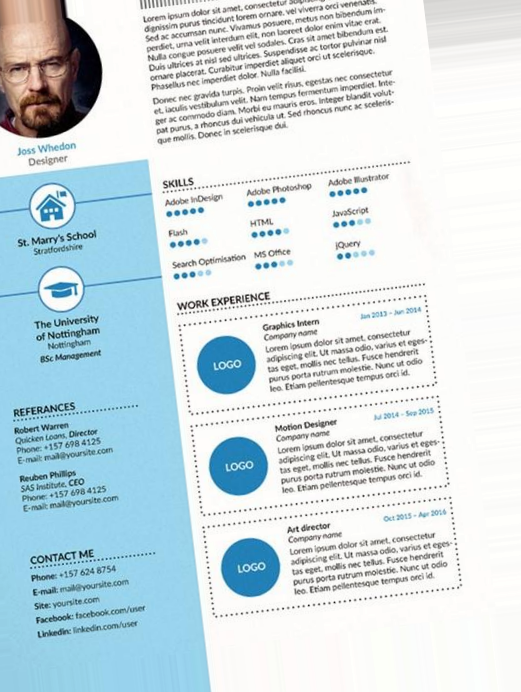 Lorem ipsum dolor sit amet, consectetur
dignissim purus tincidunt lorem ornare, vel viverra orci venenatis.
Sed ac accumsan nunc. Vivamus posuere, metus non bibendum im-
perdiet, urna velit interdum elit, non laoreet dolor enim vitae erat.
Nulla congue posuere velit vel sodales. Cras sit amet bibendum est.
Duis ultrices at nisl sed ultrices. Suspendisse ac tortor pulvinar nisl
ornare placerat. Curabitur imperdiet aliquet orci ut scelerisque.
Phasellus nec imperdiet dolor. Nulla facilisi.
Donec nec gravida turpis. Proin velit risus, egestas nec consectetur
et, iaculis vestibulum velit. Nam tempus fermentum imperdiet. Inte-
ger ac commodo diam. Morbi eu mauris eros. Integer blandit volut-
pat purus, a rhoncus dui vehicula ut. Sed rhoncus nunc ac sceleris-
que mollis. Donec in scelerisque dui.
Joss Whedon
Designer
St. Marry's School
Stratfordshire
The University
of Nottingham
Nottingham
BSc Management
REFERANCES
Robert Warren
Quicken Loans, Director
Phone: +157 698 4125
E-mail: mail@yoursite.com
Reuben Phillips
SAS Institute, CEO
Phone: +157 698 4125
E-mail: mail@yoursite.com
CONTACT ME
Phone: +157 624 8754
E-mail: mail@yoursite.com
Site: yoursite.com
Facebook: facebook.com/user
Linkedin: linkedin.com/user
SKILLS
Adobe InDesign Adobe Photoshop Adobe Illustrator
Flash HTML JavaScript
Search Optimisation MS Office jQuery
WORK EXPERIENCE
LOGO
Graphics Intern Jan 2013 - Jun 2014
Company name
Lorem ipsum dolor sit amet, consectetur
adipiscing elit. Ut massa odio, varius et eges-
tas eget, mollis nec tellus. Fusce hendrerit
purus porta rutrum molestie. Nunc ut odio
leo. Etiam pellentesque tempus orci id.
LOGO
Motion Designer Jul 2014 - Sep 2015
Company name
Lorem ipsum dolor sit amet, consectetur
adipiscing elit. Ut massa odio, varius et eges-
tas eget, mollis nec tellus. Fusce hendrerit
purus porta rutrum molestie. Nunc ut odio
leo. Etiam pellentesque tempus orci id.
LOGO
Art director Oct 2015 - Apr 2016
Company name
Lorem ipsum dolor sit amet, consectetur
adipiscing elit. Ut massa odio, varius et eges-
tas eget, mollis nec tellus. Fusce hendrerit
purus porta rutrum molestie. Nunc ut odio
leo. Etiam pellentesque tempus orci id.